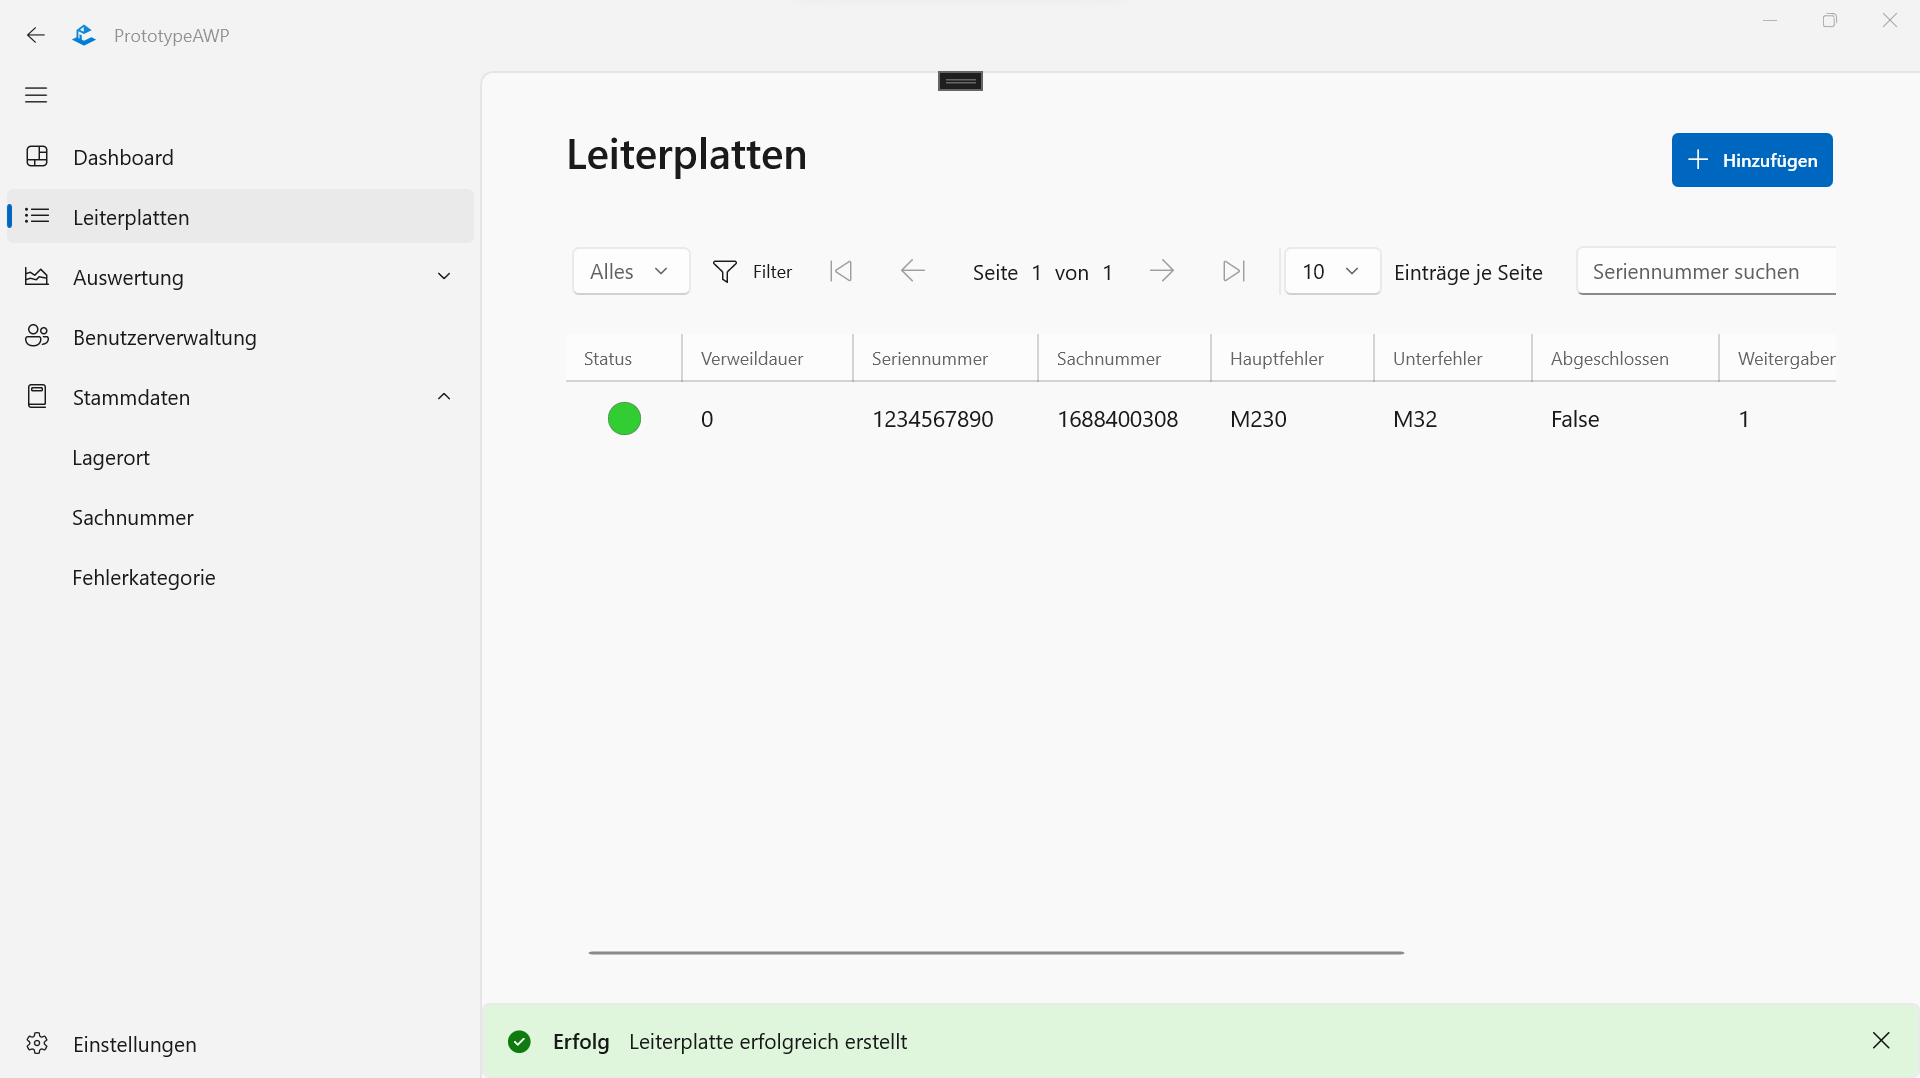 PrototypeAWP
Dashboard
Leiterplatten
Auswertung
Benutzerverwaltung
Stammdaten
Lagerort
Sachnummer
Fehlerkategorie
Einstellungen
Leiterplatten
Hinzufügen
Alles Filter Seite 1 von 1 10 Einträge je Seite Seriennummer suchen
Status Verweildauer Seriennummer Sachnummer Hauptfehler Unterfehler Abgeschlossen Weitergaber
0 1234567890 1688400308 M230 M32 False 1
Erfolg Leiterplatte erfolgreich erstellt